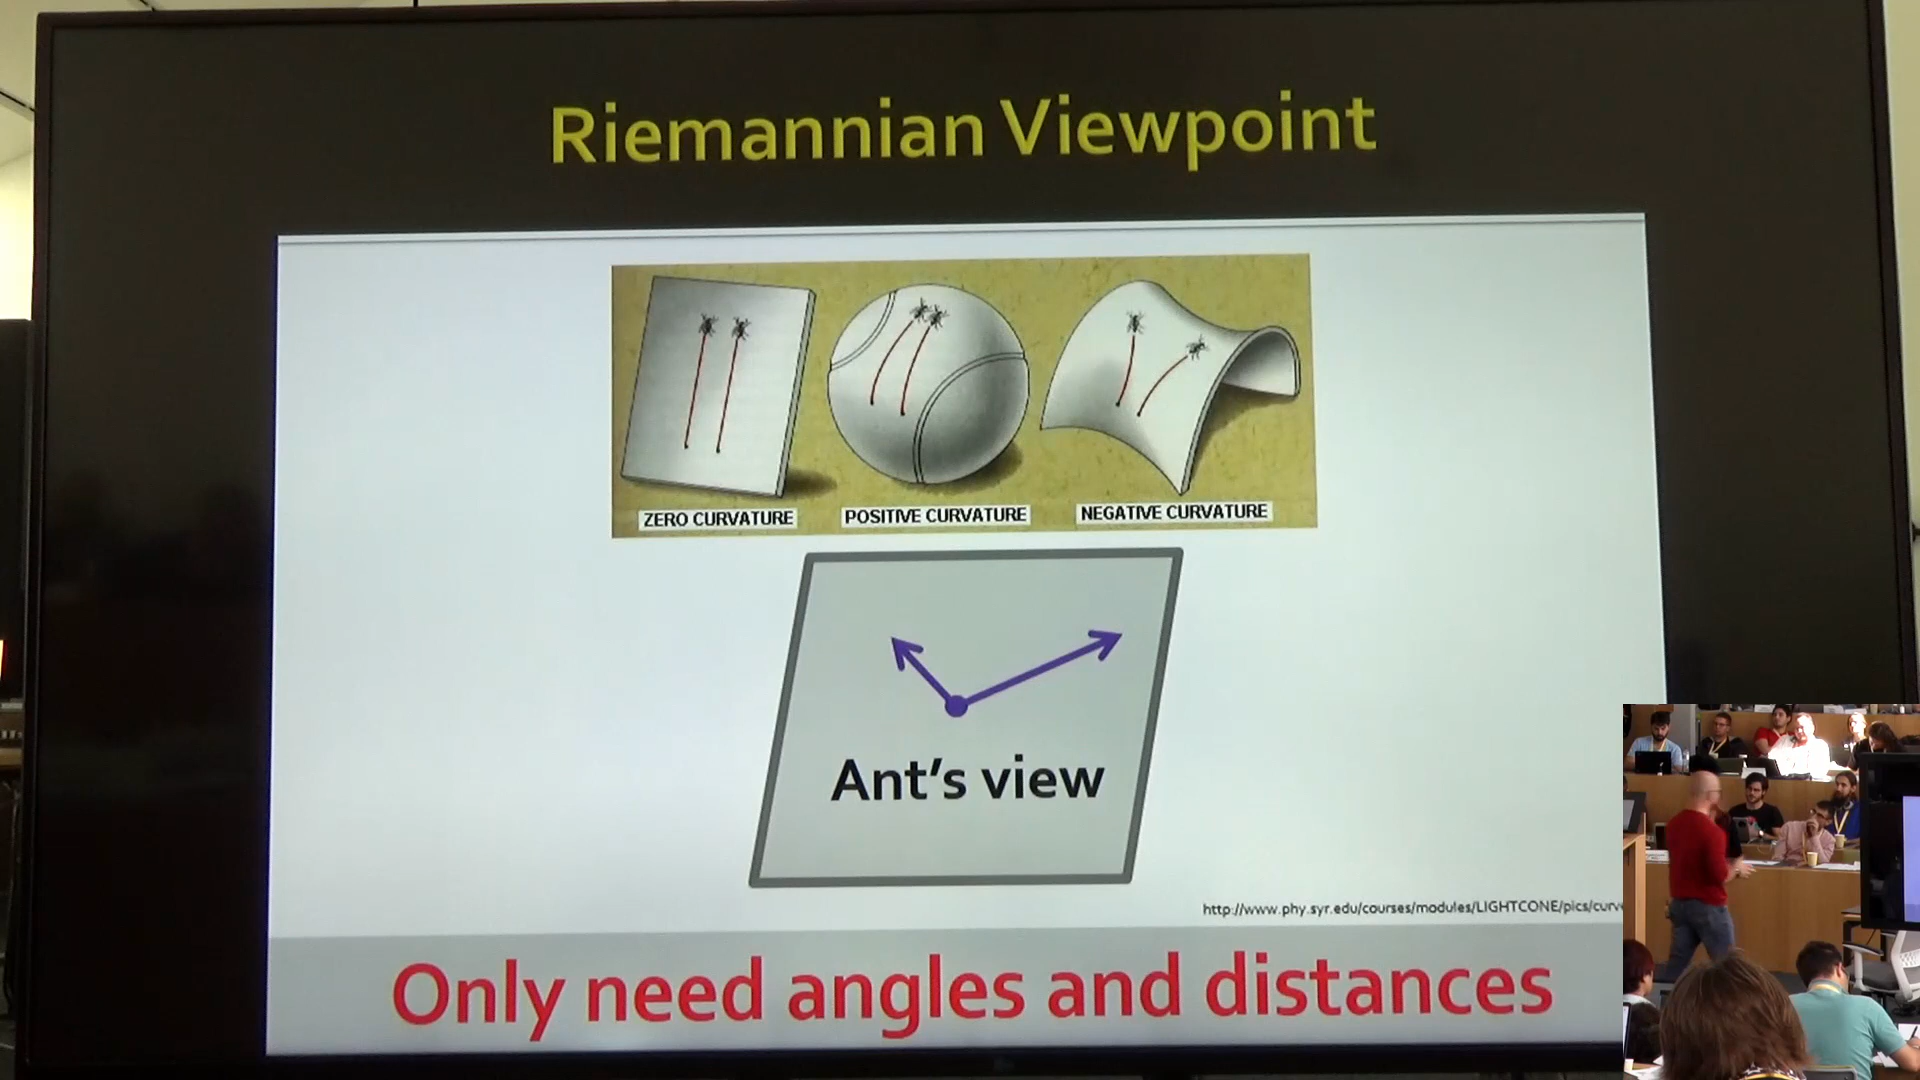 Riemannian Viewpoint
ZERO CURVATURE
POSITIVE CURVATURE
NEGATIVE CURVATURE
Ant's view
http://www.phy.syr.edu/courses/modules/LIGHTCONE/pics/curv
Only need angles and distances